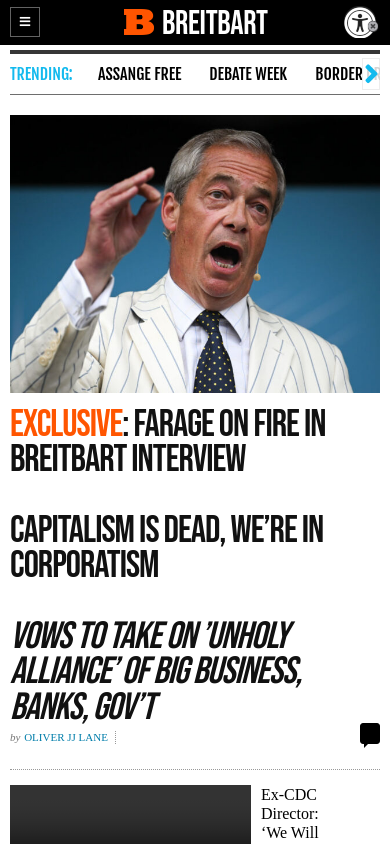 B BREITBART
TRENDING: ASSANGE FREE DEBATE WEEK BORDER
EXCLUSIVE: FARAGE ON FIRE IN
BREITBART INTERVIEW
CAPITALISM IS DEAD, WE’RE IN
CORPORATISM
VOWS TO TAKE ON ’UNHOLY
ALLIANCE’ OF BIG BUSINESS,
BANKS, GOV’T
by OLIVER JJ LANE
Ex-CDC
Director:
‘We Will